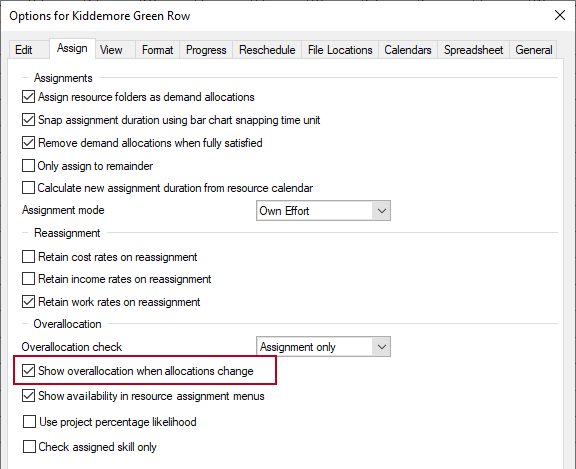 Options for Kiddemore Green Row
Edit Assign View Format Progress Reschedule File Locations Calendars Spreadsheet General
Assignments
Assign resource folders as demand allocations
Snap assignment duration using bar chart snapping time unit
Remove demand allocations when fully satisfied
Only assign to remainder
Calculate new assignment duration from resource calendar
Assignment mode Own Effort
Reassignment
Retain cost rates on reassignment
Retain income rates on reassignment
Retain work rates on reassignment
Overallocation
Overallocation check Assignment only
Show overallocation when allocations change
Show availability in resource assignment menus
Use project percentage likelihood
Check assigned skill only